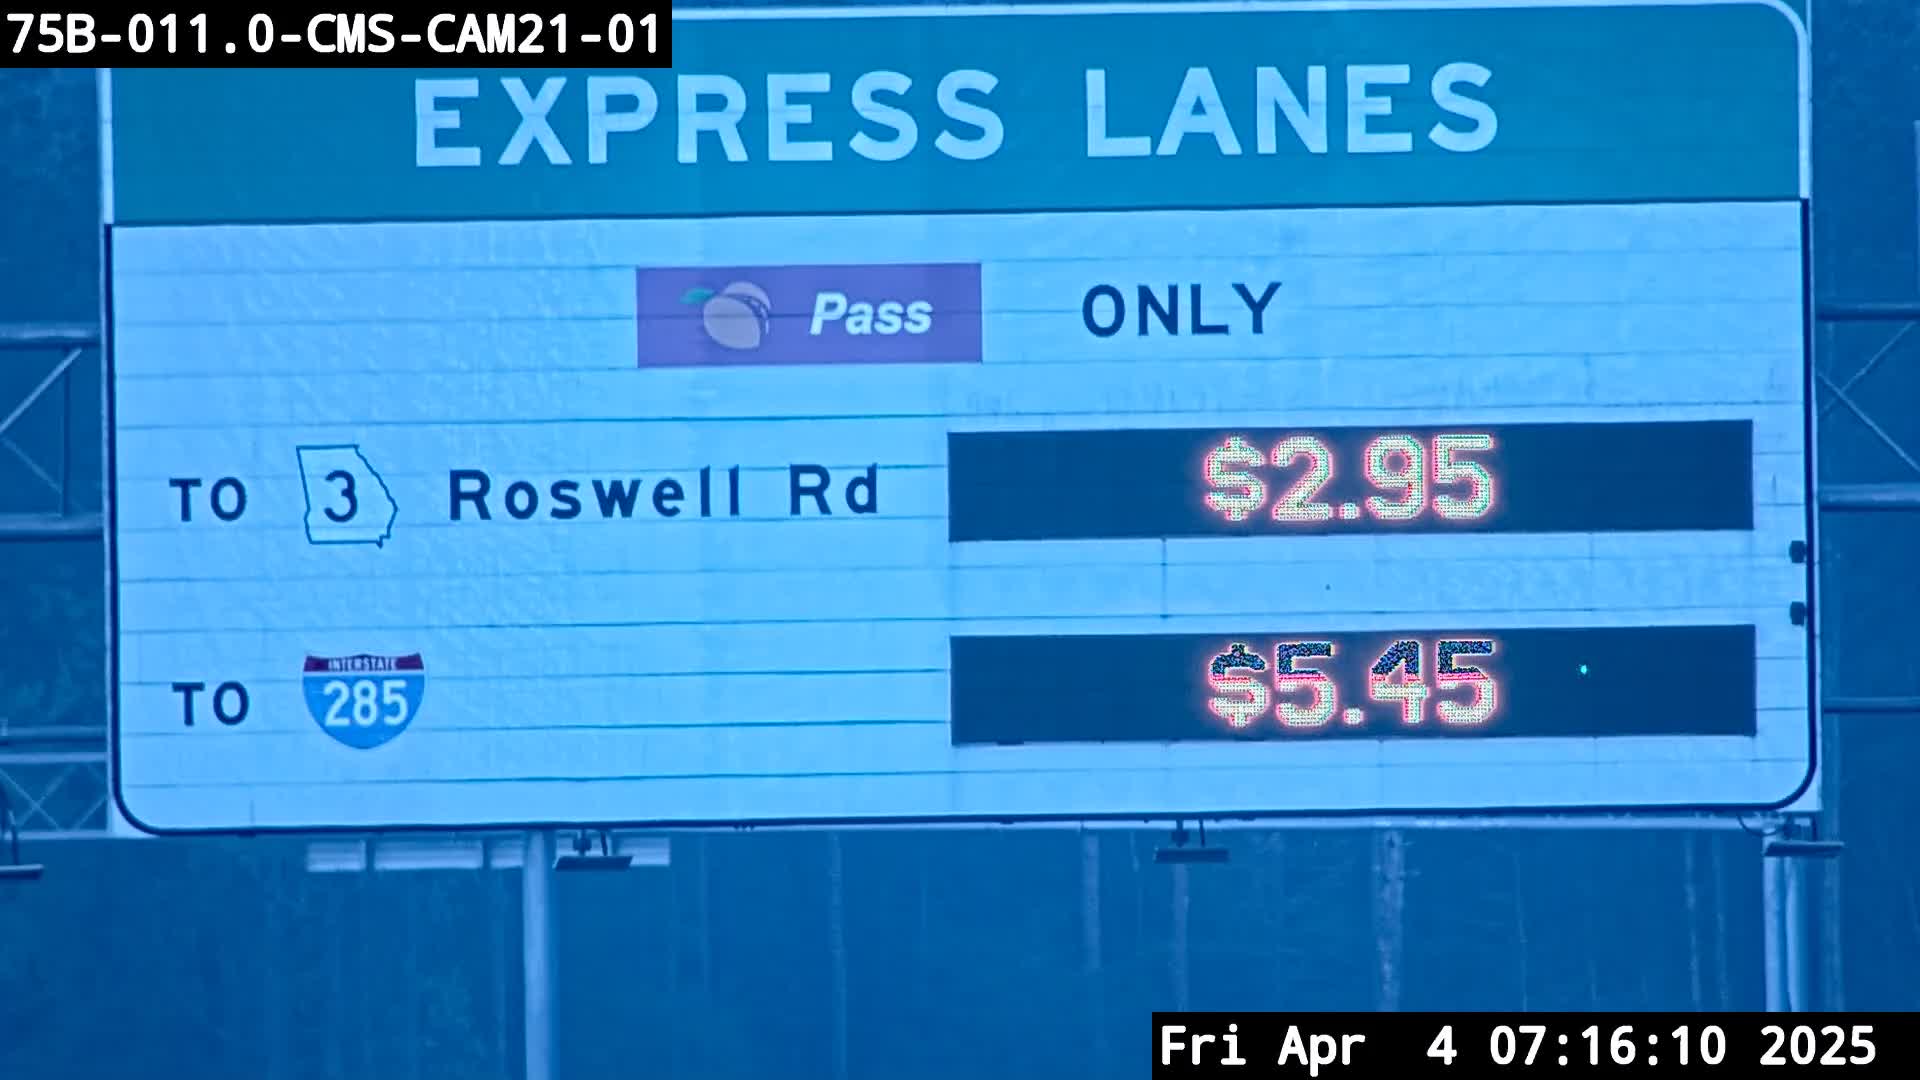 75B-011.0-CMS-CAM21-01
EXPRESS LANES
Pass ONLY
TO 3 Roswell Rd $2.95
TO INTERSTATE 285 $5.45
Fri Apr 4 07:16:10 2025